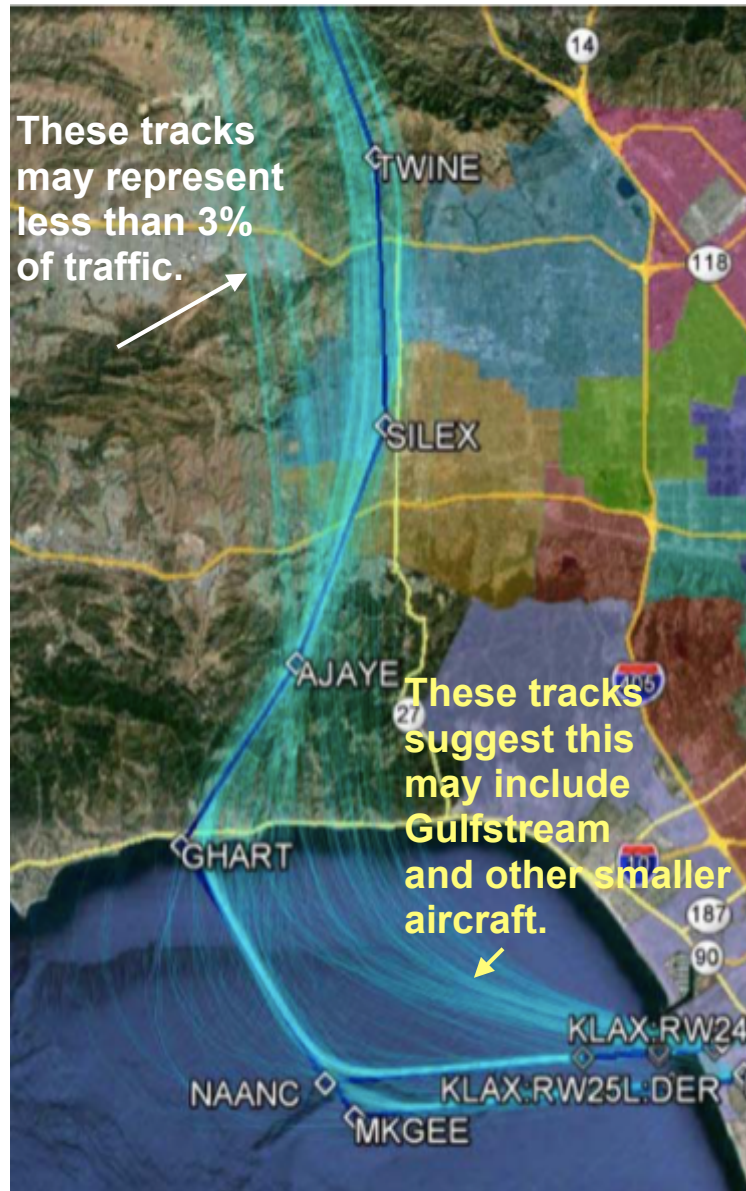 14
These tracks
may represent
less than 3%
of traffic.
TWINE
118
SILEX
AJAYE
These tracks
suggest this
may include
Gulfstream
and other smaller
aircraft.
405
27
GHART
10
187
90
KLAX:RW24
NAANC
KLAX:RW25L:DER
MKGEE